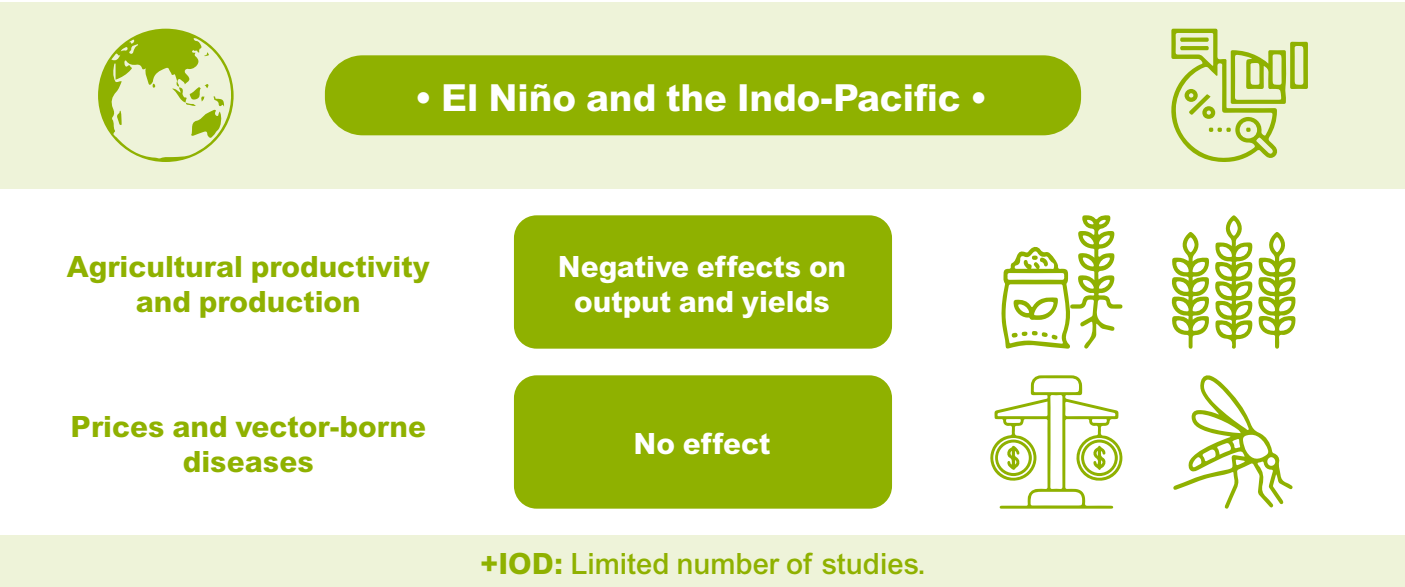 • El Niño and the Indo-Pacific •
Agricultural productivity
and production
Negative effects on
output and yields
Prices and vector-borne
diseases
No effect
+IOD: Limited number of studies.